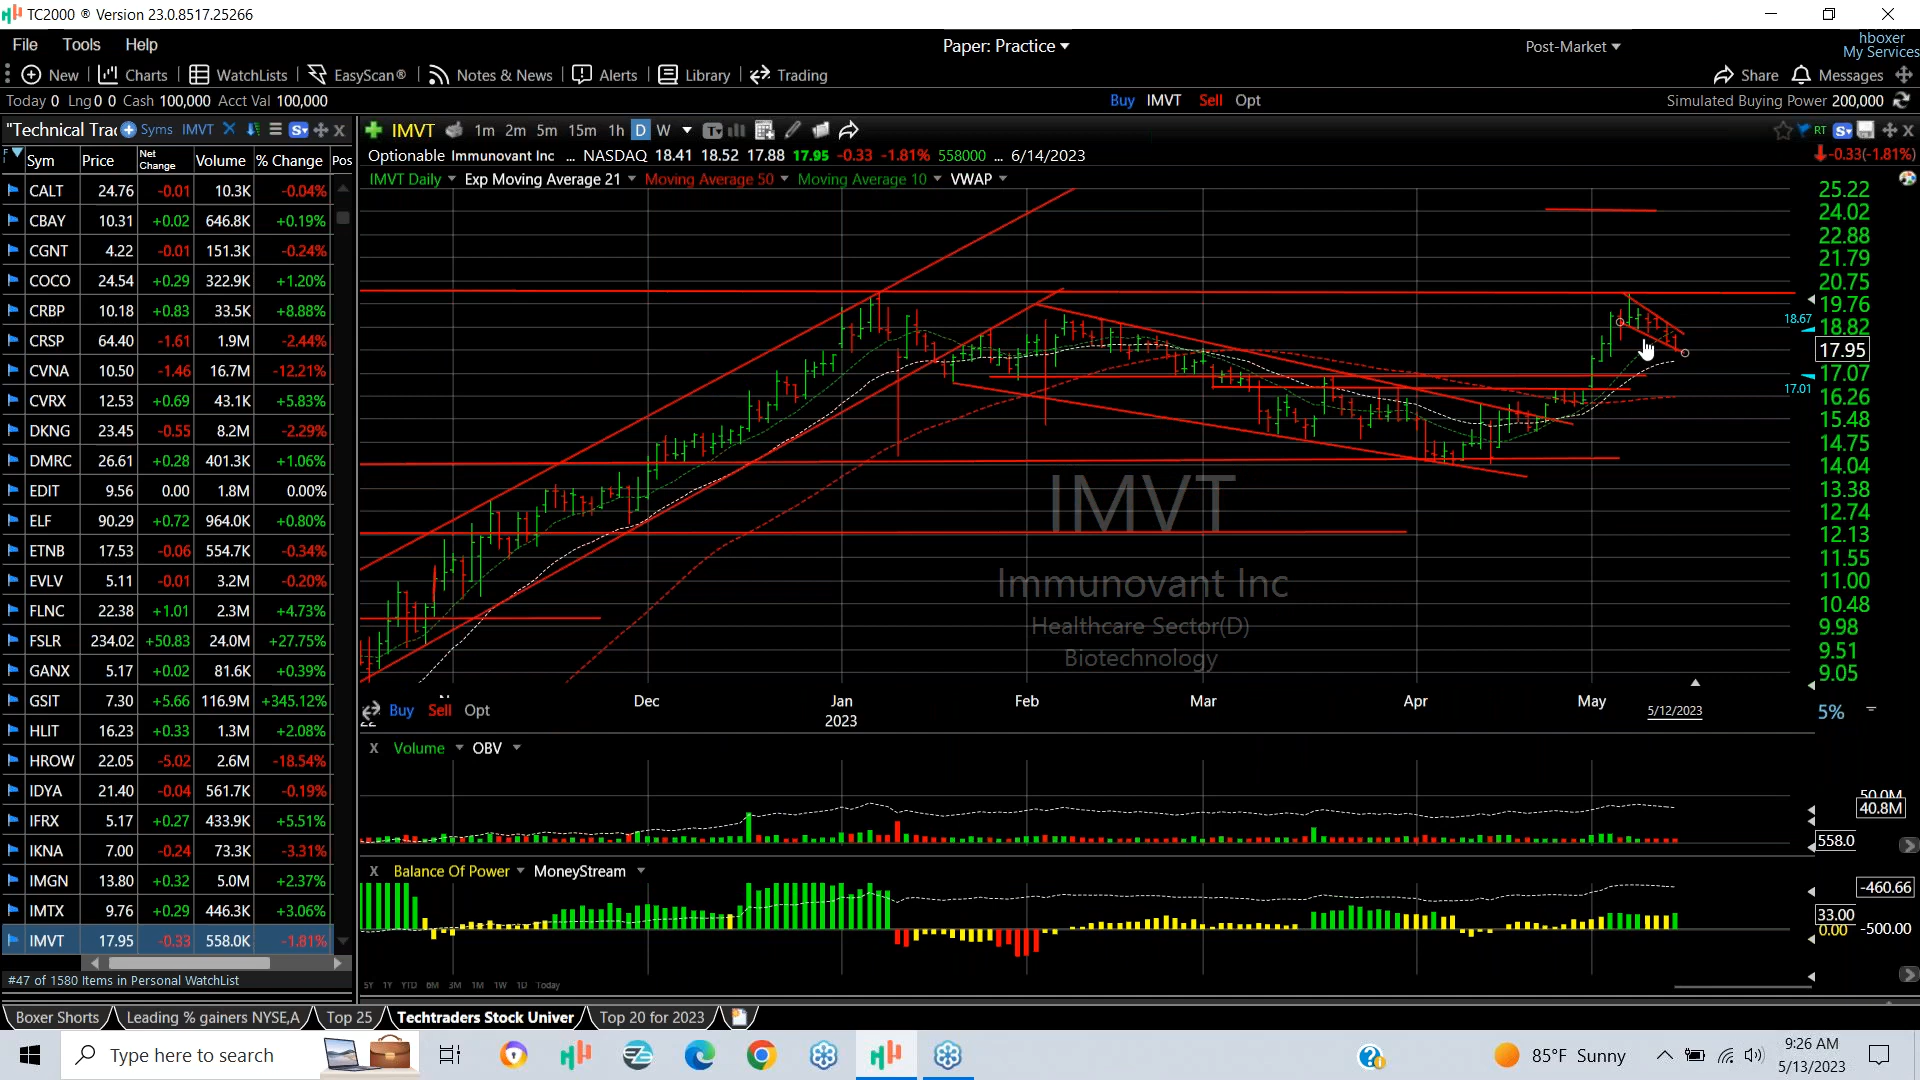 TC2000 ® Version 23.0.8517.25266
File Tools Help
Paper: Practice
Post-Market
hboxer
My Services
New Charts WatchLists EasyScan® Notes & News Alerts Library Trading
Share Messages
Today 0 Lng 0 0 Cash 100,000 Acct Val 100,000
Buy IMVT Sell Opt
Simulated Buying Power 200,000
"Technical Tra Syms IMVT
IMVT 1m 2m 5m 15m 1h D W
RT
Optionable Immunovant Inc ... NASDAQ 18.41 18.52 17.88 17.95 -0.33 -1.81% 558000 ... 6/14/2023
-0.33(-1.81%)
IMVT Daily Exp Moving Average 21 Moving Average 50 Moving Average 10 VWAP
Sym Price Net Change Volume % Change Pos
CALT 24.76 -0.01 10.3K -0.04%
CBAY 10.31 +0.02 646.8K +0.19%
CGNT 4.22 -0.01 151.3K -0.24%
COCO 24.54 +0.29 322.9K +1.20%
CRBP 10.18 +0.83 33.5K +8.88%
CRSP 64.40 -1.61 1.9M -2.44%
CVNA 10.50 -1.46 16.7M -12.21%
CVRX 12.53 +0.69 43.1K +5.83%
DKNG 23.45 -0.55 8.2M -2.29%
DMRC 26.61 +0.28 401.3K +1.06%
EDIT 9.56 0.00 1.8M 0.00%
ELF 90.29 +0.72 964.0K +0.80%
ETNB 17.53 -0.06 554.7K -0.34%
EVLV 5.11 -0.01 3.2M -0.20%
FLNC 22.38 +1.01 2.3M +4.73%
FSLR 234.02 +50.83 24.0M +27.75%
GANX 5.17 +0.02 81.6K +0.39%
GSIT 7.30 +5.66 116.9M +345.12%
HLIT 16.23 +0.33 1.3M +2.08%
HROW 22.05 -5.02 2.6M -18.54%
IDYA 21.40 -0.04 561.7K -0.19%
IFRX 5.17 +0.27 433.9K +5.51%
IKNA 7.00 -0.24 73.3K -3.31%
IMGN 13.80 +0.32 5.0M +2.37%
IMTX 9.76 +0.29 446.3K +3.06%
IMVT 17.95 -0.33 558.0K -1.81%
#47 of 1580 Items in Personal WatchList
25.22
24.02
22.88
21.79
20.75
19.76
18.67
18.82
17.95
17.07
17.01
16.26
15.48
14.75
14.04
13.38
12.74
12.13
11.55
11.00
10.48
9.98
9.51
9.05
IMVT
Immunovant Inc
Healthcare Sector(D)
Biotechnology
Dec Jan Feb Mar Apr May
2023
5/12/2023
5%
Buy Sell Opt
X Volume OBV
50.0M
40.8M
558.0
X Balance Of Power MoneyStream
-460.66
33.00
0.00
-500.00
5Y 1Y YTD 6M 3M 1M 1W 1D Today
Boxer Shorts Leading % gainers NYSE,A Top 25 Techtraders Stock Univer Top 20 for 2023
Type here to search
85°F Sunny
9:26 AM
5/13/2023